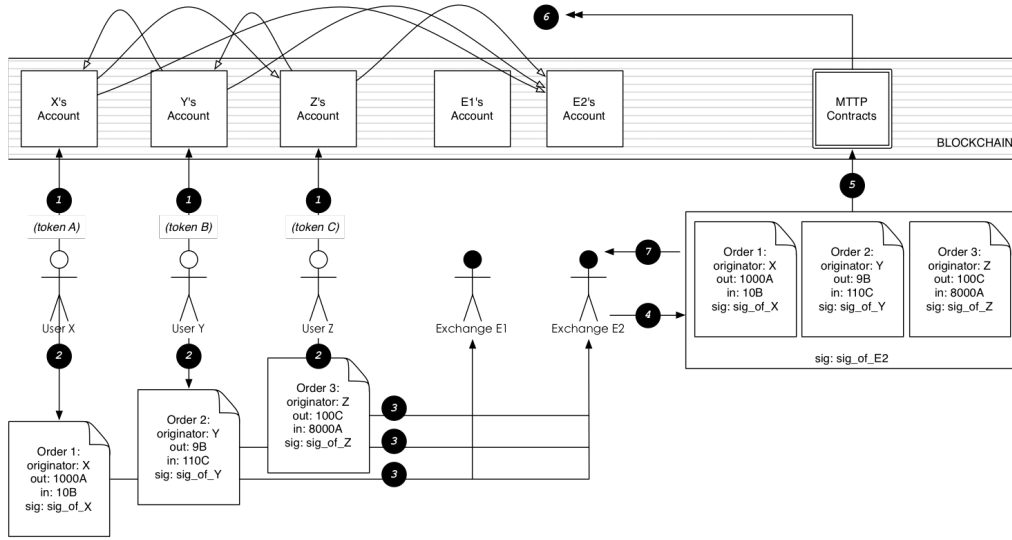 6
X's
Account
Y's
Account
Z's
Account
E1's
Account
E2's
Account
MTTP
Contracts
BLOCKCHAIN
1
1
1
5
(token A)
(token B)
(token C)
7
4
Order 1:
originator: X
out: 1000A
in: 10B
sig: sig_of_X
Order 2:
originator: Y
out: 9B
in: 110C
sig: sig_of_Y
Order 3:
originator: Z
out: 100C
in: 8000A
sig: sig_of_Z
sig: sig_of_E2
User X
User Y
User Z
Exchange E1
Exchange E2
2
2
2
Order 3:
originator: Z
out: 100C
in: 8000A
sig: sig_of_Z
3
3
3
Order 2:
originator: Y
out: 9B
in: 110C
sig: sig_of_Y
Order 1:
originator: X
out: 1000A
in: 10B
sig: sig_of_X